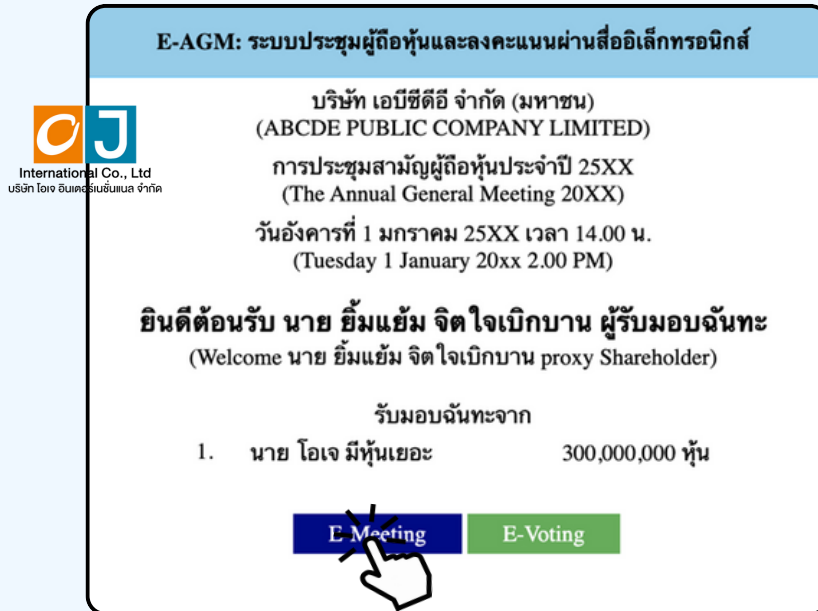 E-AGM: ระบบประชุมผู้ถือหุ้นและลงคะแนนผ่านสื่ออิเล็กทรอนิกส์
บริษัท เอบีซีดีอี จำกัด (มหาชน)
(ABCDE PUBLIC COMPANY LIMITED)
OJ
International Co., Ltd
บริษัท โอเจ อินเตอร์เนชั่นแนล จำกัด
การประชุมสามัญผู้ถือหุ้นประจำปี 25XX
(The Annual General Meeting 20XX)
วันอังคารที่ 1 มกราคม 25XX เวลา 14.00 น.
(Tuesday 1 January 20xx 2.00 PM)
ยินดีต้อนรับ นาย ยิ้มแย้ม จิตใจเบิกบาน ผู้รับมอบฉันทะ
(Welcome นาย ยิ้มแย้ม จิตใจเบิกบาน proxy Shareholder)
รับมอบฉันทะจาก
1. นาย โอเจ มีหุ้นเยอะ 300,000,000 หุ้น
E-Meeting E-Voting